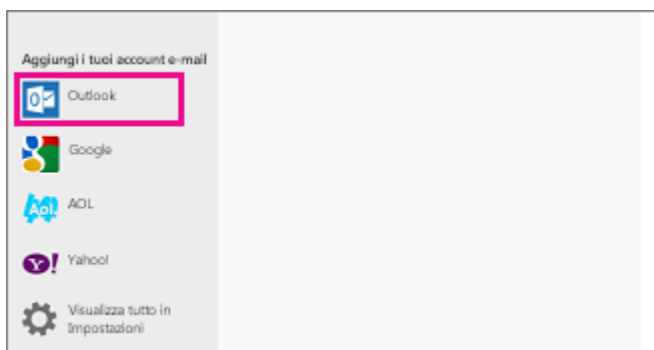 Aggiungi i tuoi account e-mail
Outlook
Google
AOL
Yahoo!
Visualizza tutto in
Impostazioni